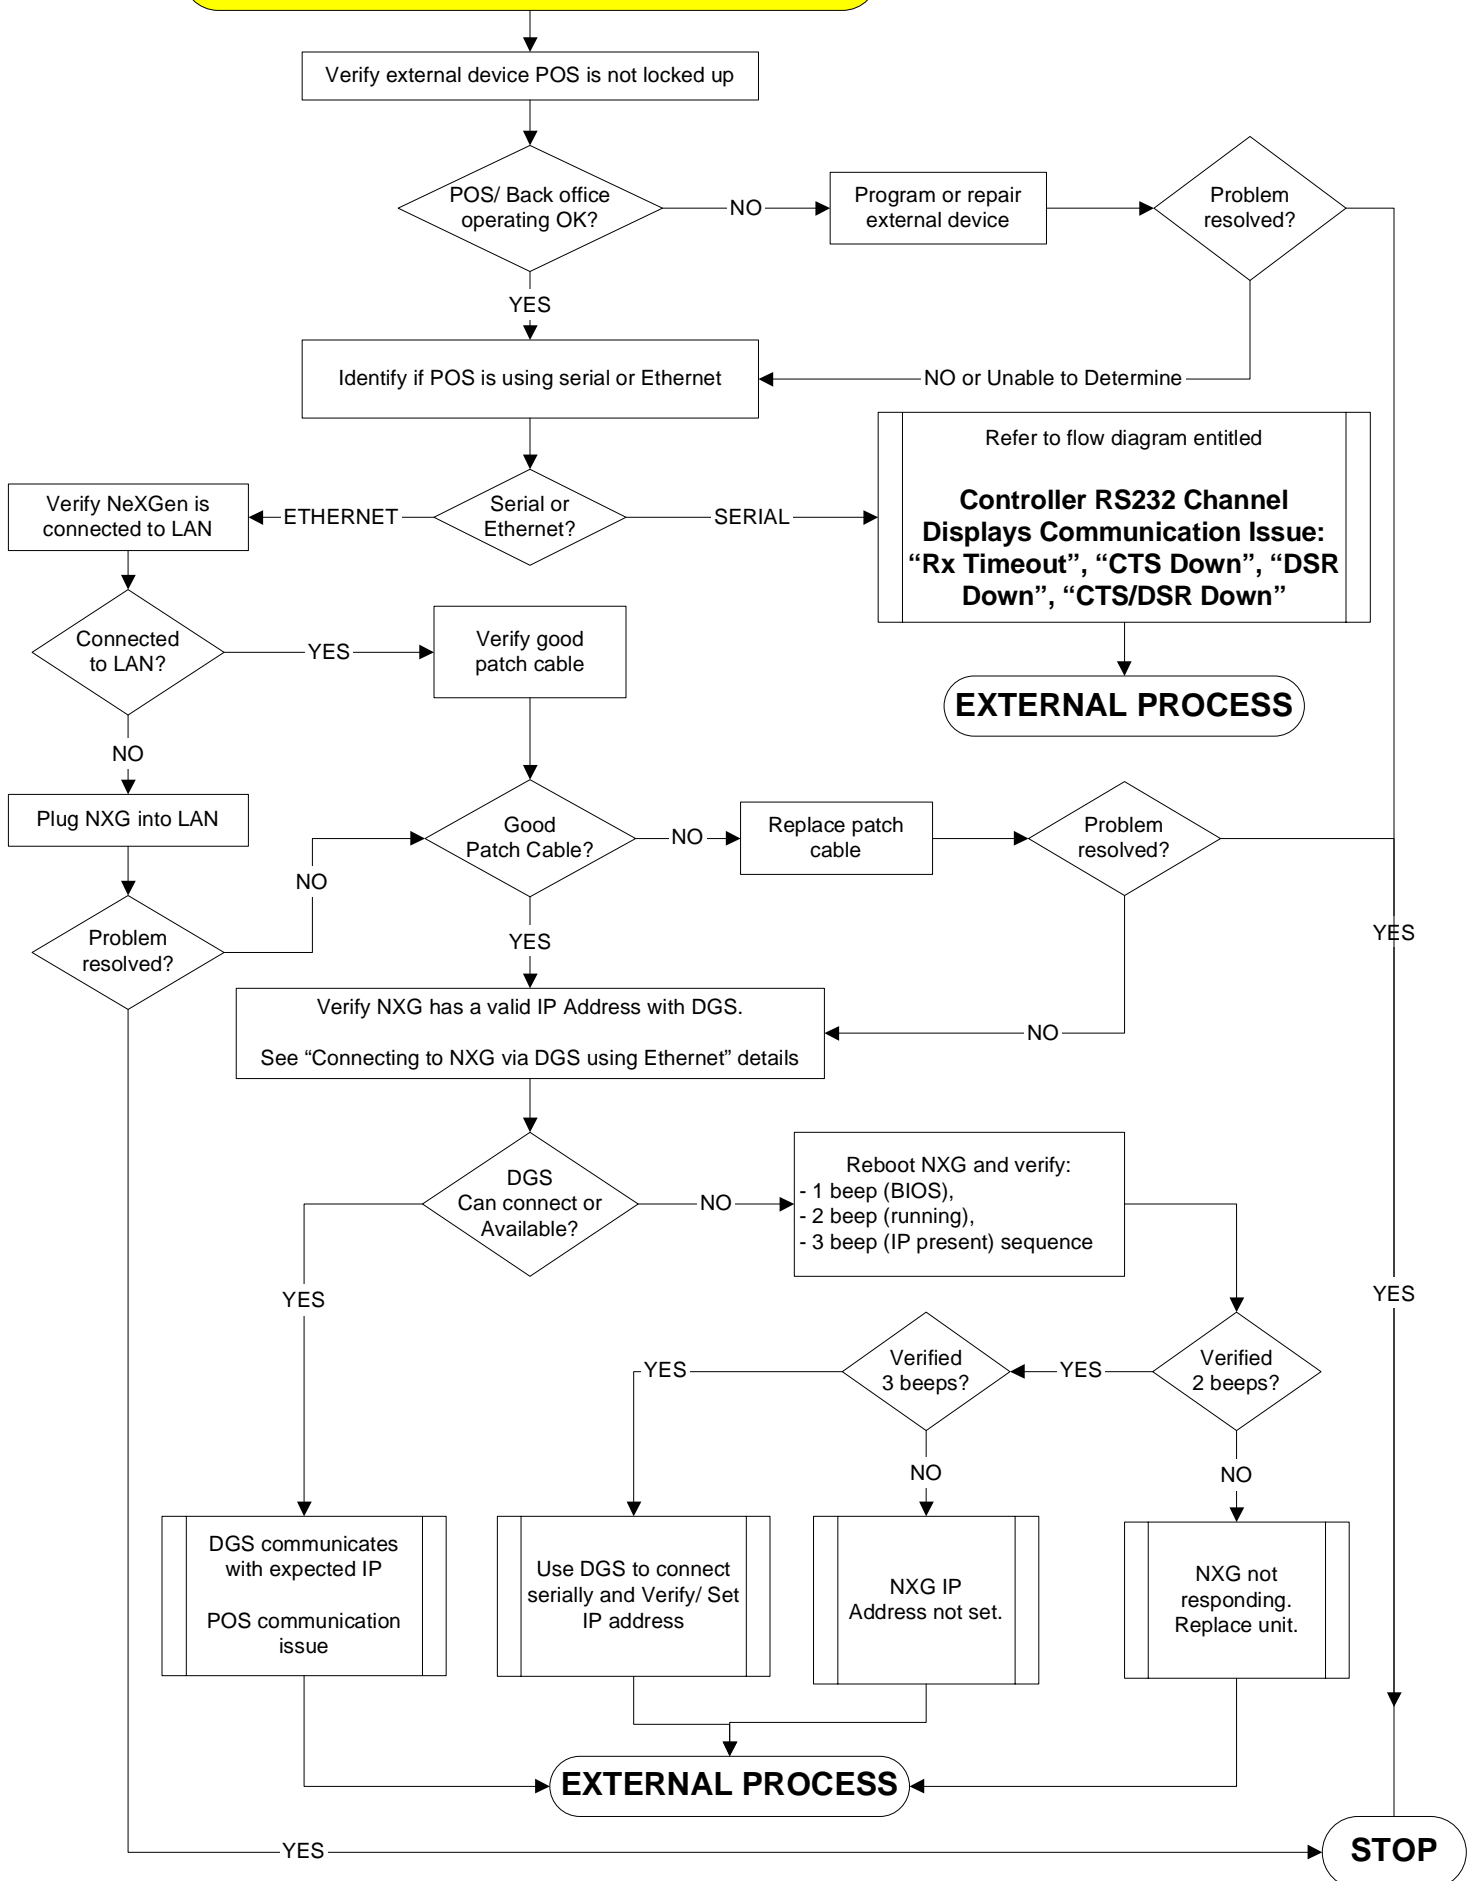 Verify external device POS is not locked up
POS/ Back office
operating OK?
NO
Program or repair
external device
Problem
resolved?
YES
Identify if POS is using serial or Ethernet
NO or Unable to Determine
Refer to flow diagram entitled
Controller RS232 Channel
Displays Communication Issue:
“Rx Timeout”, “CTS Down”, “DSR
Down”, “CTS/DSR Down”
Verify NeXGen is
connected to LAN
ETHERNET
Serial or
Ethernet?
SERIAL
Connected
to LAN?
YES
Verify good
patch cable
EXTERNAL PROCESS
NO
Plug NXG into LAN
Good
Patch Cable?
NO
Replace patch
cable
Problem
resolved?
NO
Problem
resolved?
YES
YES
Verify NXG has a valid IP Address with DGS.
See “Connecting to NXG via DGS using Ethernet” details
NO
DGS
Can connect or
Available?
NO
Reboot NXG and verify:
- 1 beep (BIOS),
- 2 beep (running),
- 3 beep (IP present) sequence
YES
YES
YES
Verified
3 beeps?
YES
Verified
2 beeps?
NO
NO
DGS communicates
with expected IP
POS communication
issue
Use DGS to connect
serially and Verify/ Set
IP address
NXG IP
Address not set.
NXG not
responding.
Replace unit.
EXTERNAL PROCESS
YES
STOP